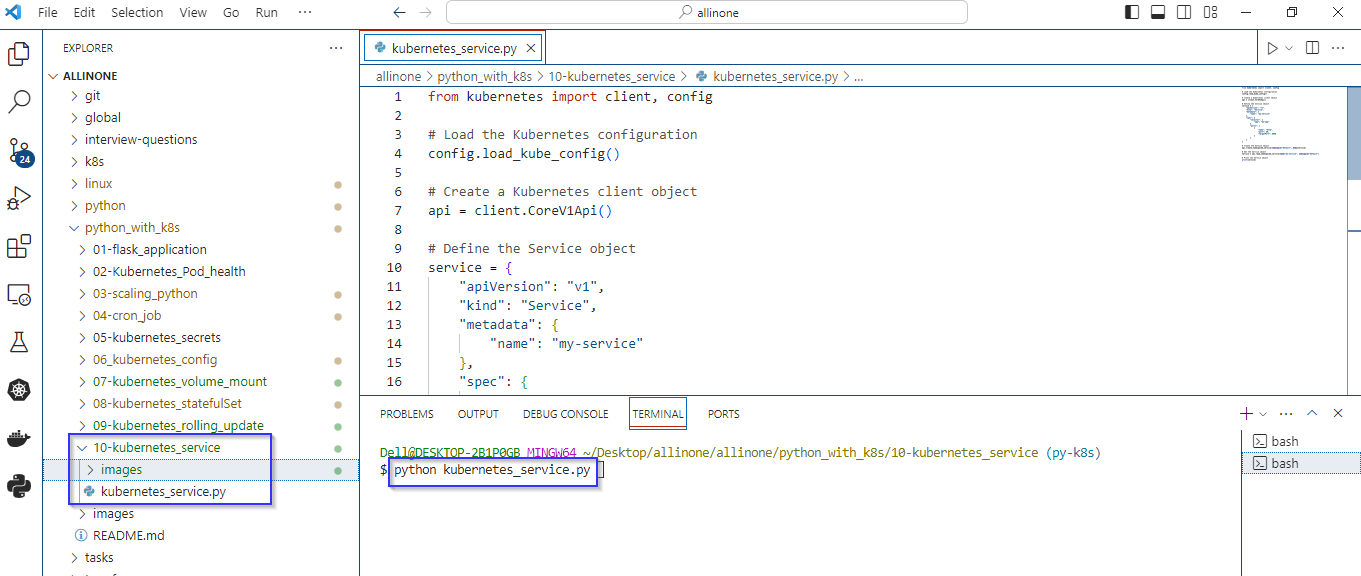 File Edit Selection View Go Run ··· allinone
EXPLORER ···
ALLINONE
git
global
interview-questions
k8s
linux
python
python_with_k8s
01-flask_application
02-Kubernetes_Pod_health
03-scaling_python
04-cron_job
05-kubernetes_secrets
06_kubernetes_config
07-kubernetes_volume_mount
08-kubernetes_statefulSet
09-kubernetes_rolling_update
10-kubernetes_service
images
kubernetes_service.py
images
README.md
tasks
24
kubernetes_service.py
allinone > python_with_k8s > 10-kubernetes_service > kubernetes_service.py > ...
1 from kubernetes import client, config
2
3 # Load the Kubernetes configuration
4 config.load_kube_config()
5
6 # Create a Kubernetes client object
7 api = client.CoreV1Api()
8
9 # Define the Service object
10 service = {
11 "apiVersion": "v1",
12 "kind": "Service",
13 "metadata": {
14 "name": "my-service"
15 },
16 "spec": {
PROBLEMS OUTPUT DEBUG CONSOLE TERMINAL PORTS
Dell@DESKTOP-2B1P0GB MINGW64 ~/Desktop/allinone/allinone/python_with_k8s/10-kubernetes_service (py-k8s)
$ python kubernetes_service.py
bash
bash